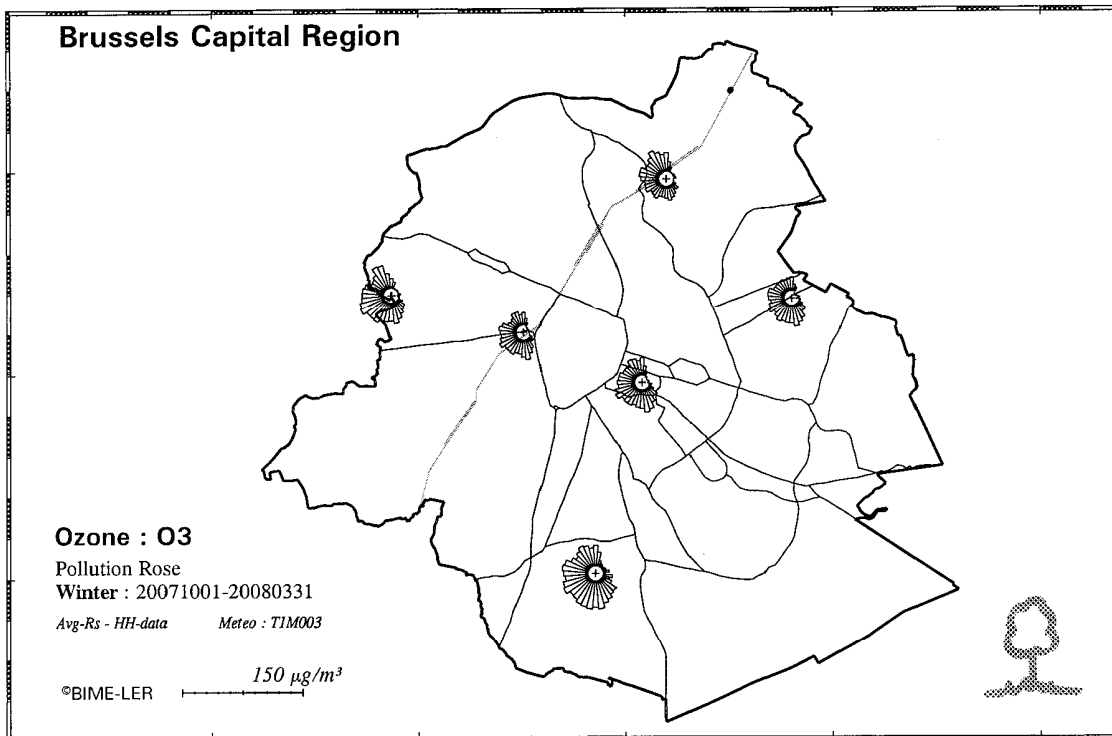 Brussels Capital Region
Ozone : O3
Pollution Rose
Winter : 20071001-20080331
Avg-Rs - HH-data Meteo : T1M003
150 µg/m³
©BIME-LER